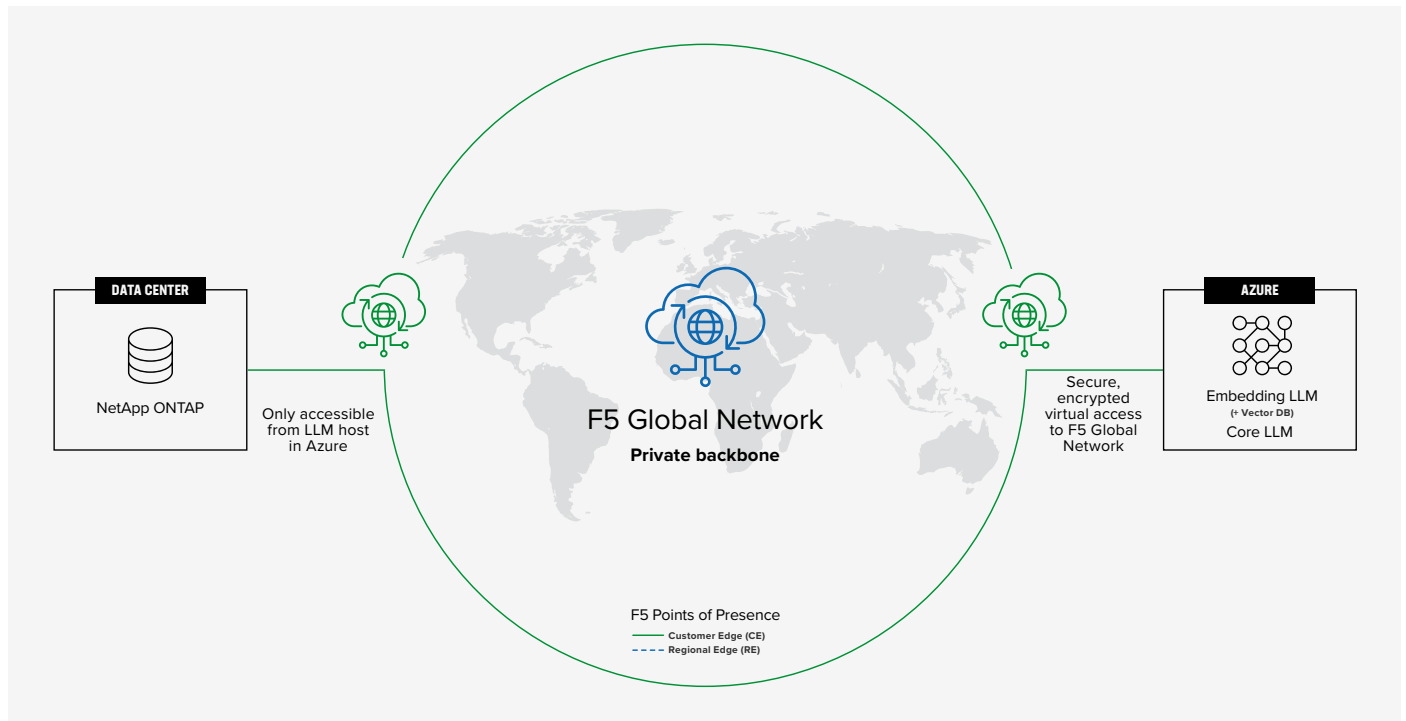 DATA CENTER
NetApp ONTAP
Only accessible
from LLM host
in Azure
F5 Global Network
Private backbone
Secure,
encrypted
virtual access
to F5 Global
Network
AZURE
Embedding LLM
(+ Vector DB)
Core LLM
F5 Points of Presence
Customer Edge (CE)
Regional Edge (RE)